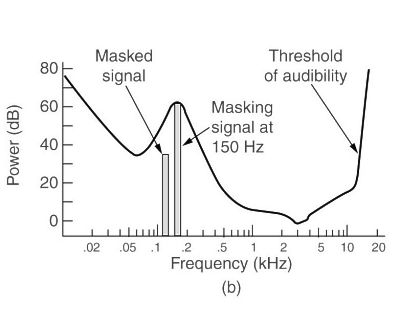 Masked
signal
Threshold
of audibility
Masking
signal at
150 Hz
Power (dB)
80
60
40
20
0
.02 .05 .1 .2 .5 1 2 5 10 20
Frequency (kHz)
(b)